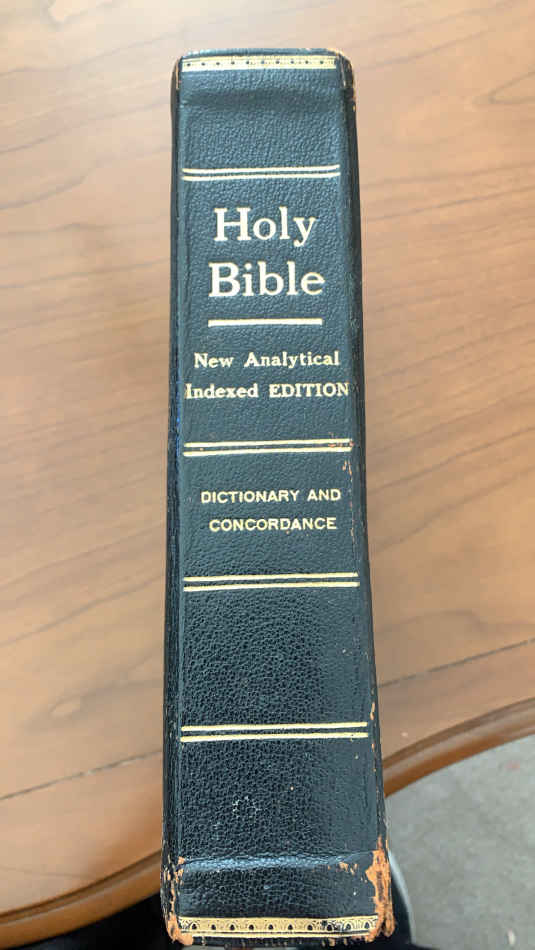 Holy
Bible
New Analytical
Indexed EDITION
DICTIONARY AND
CONCORDANCE